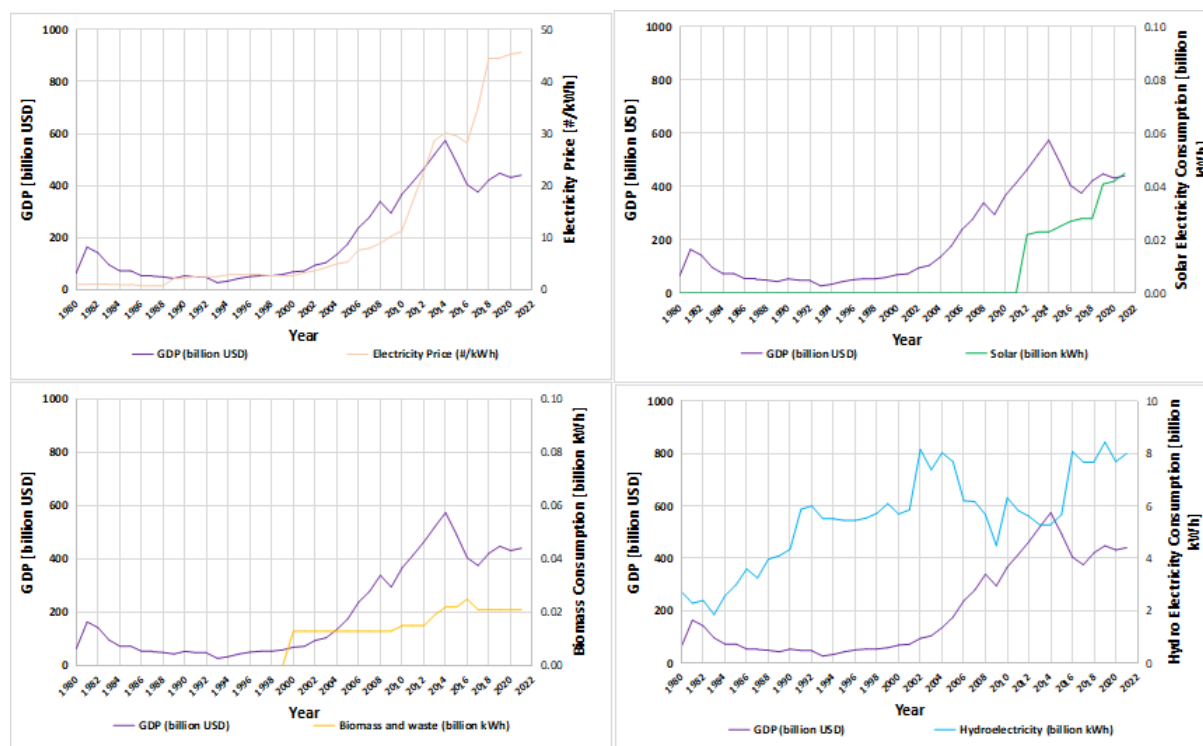 1000
800
600
400
200
0
GDP [billion USD]
50
40
30
20
10
0
Electricity Price [#/kWh]
1980 1982 1984 1986 1988 1990 1992 1994 1996 1998 2000 2002 2004 2006 2008 2010 2012 2014 2016 2018 2020 2022
Year
GDP (billion USD) Electricity Price (#/kWh)
1000
800
600
400
200
0
GDP [billion USD]
0.10
0.08
0.06
0.04
0.02
0.00
Solar Electricity Consumption [billion
kWh]
1980 1982 1984 1986 1988 1990 1992 1994 1996 1998 2000 2002 2004 2006 2008 2010 2012 2014 2016 2018 2020 2022
Year
GDP (billion USD) Solar (billion kWh)
1000
800
600
400
200
0
GDP [billion USD]
0.10
0.08
0.06
0.04
0.02
0.00
Biomass Consumption [billion kWh]
1980 1982 1984 1986 1988 1990 1992 1994 1996 1998 2000 2002 2004 2006 2008 2010 2012 2014 2016 2018 2020 2022
Year
GDP (billion USD) Biomass and waste (billion kWh)
1000
800
600
400
200
0
GDP [billion USD]
10
8
6
4
2
0
Hydro Electricity Consumption [billion
kWh]
1980 1982 1984 1986 1988 1990 1992 1994 1996 1998 2000 2002 2004 2006 2008 2010 2012 2014 2016 2018 2020 2022
Year
GDP (billion USD) Hydroelectricity (billion kWh)